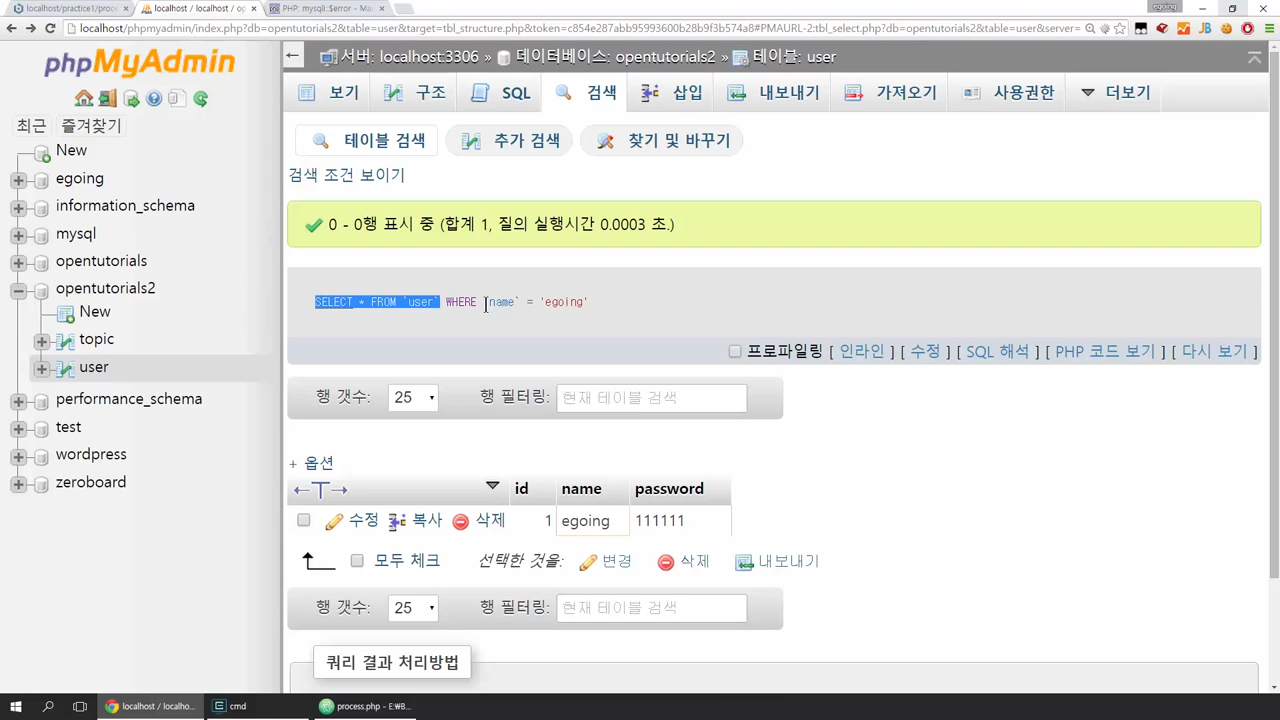 localhost/practice1/proc
localhost / localhost / op
PHP: mysqli::$error - Ma
egoing
localhost/phpmyadmin/index.php?db=opentutorials2&table=user&target=tbl_structure.php&token=c854e287abb95999603b4168e3f574a8#PMAURL-2:tbl_select.php?db=opentutorials2&table=user&server=
phpMyAdmin
최근 즐겨찾기
New
egoing
information_schema
mysql
opentutorials
opentutorials2
New
topic
user
performance_schema
test
wordpress
zeroboard
서버: localhost:3306 » 데이터베이스: opentutorials2 » 테이블: user
보기 구조 SQL 검색 삽입 내보내기 가져오기 사용권한 더보기
테이블 검색 추가 검색 찾기 및 바꾸기
검색 조건 보이기
0 - 0행 표시 중 (합계 1, 질의 실행시간 0.0003 초.)
SELECT * FROM `user` WHERE `name` = 'egoing'
프로파일링 [ 인라인 ] [ 수정 ] [ SQL 해석 ] [ PHP 코드 보기 ] [ 다시 보기 ]
행 갯수: 25 행 필터링: 현재 테이블 검색
+ 옵션
←T→ id name password
수정 복사 삭제 1 egoing 111111
모두 체크 선택한 것을: 변경 삭제 내보내기
행 갯수: 25 행 필터링: 현재 테이블 검색
쿼리 결과 처리방법
localhost / localho...
cmd
process.php - E:₩B...